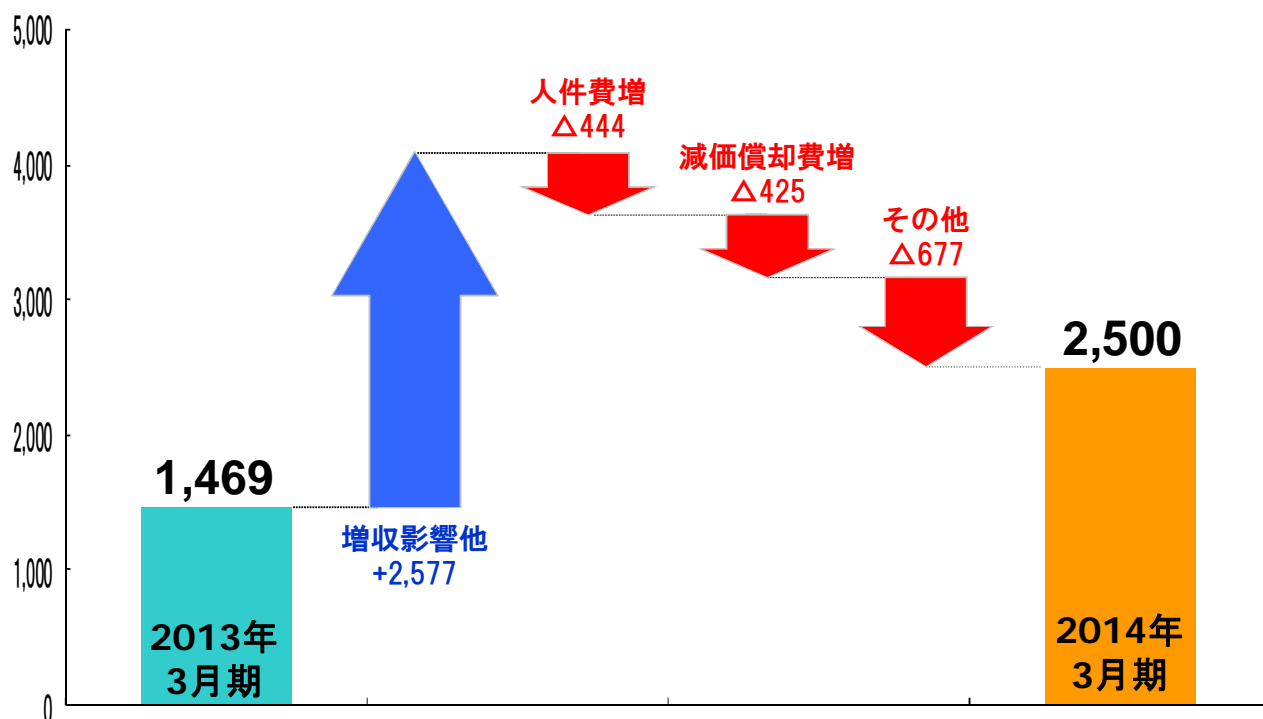 5,000
4,000
3,000
2,000
1,000
0
1,469
2013年
3月期
増収影響他
+2,577
人件費増
△444
減価償却費増
△425
その他
△677
2,500
2014年
3月期